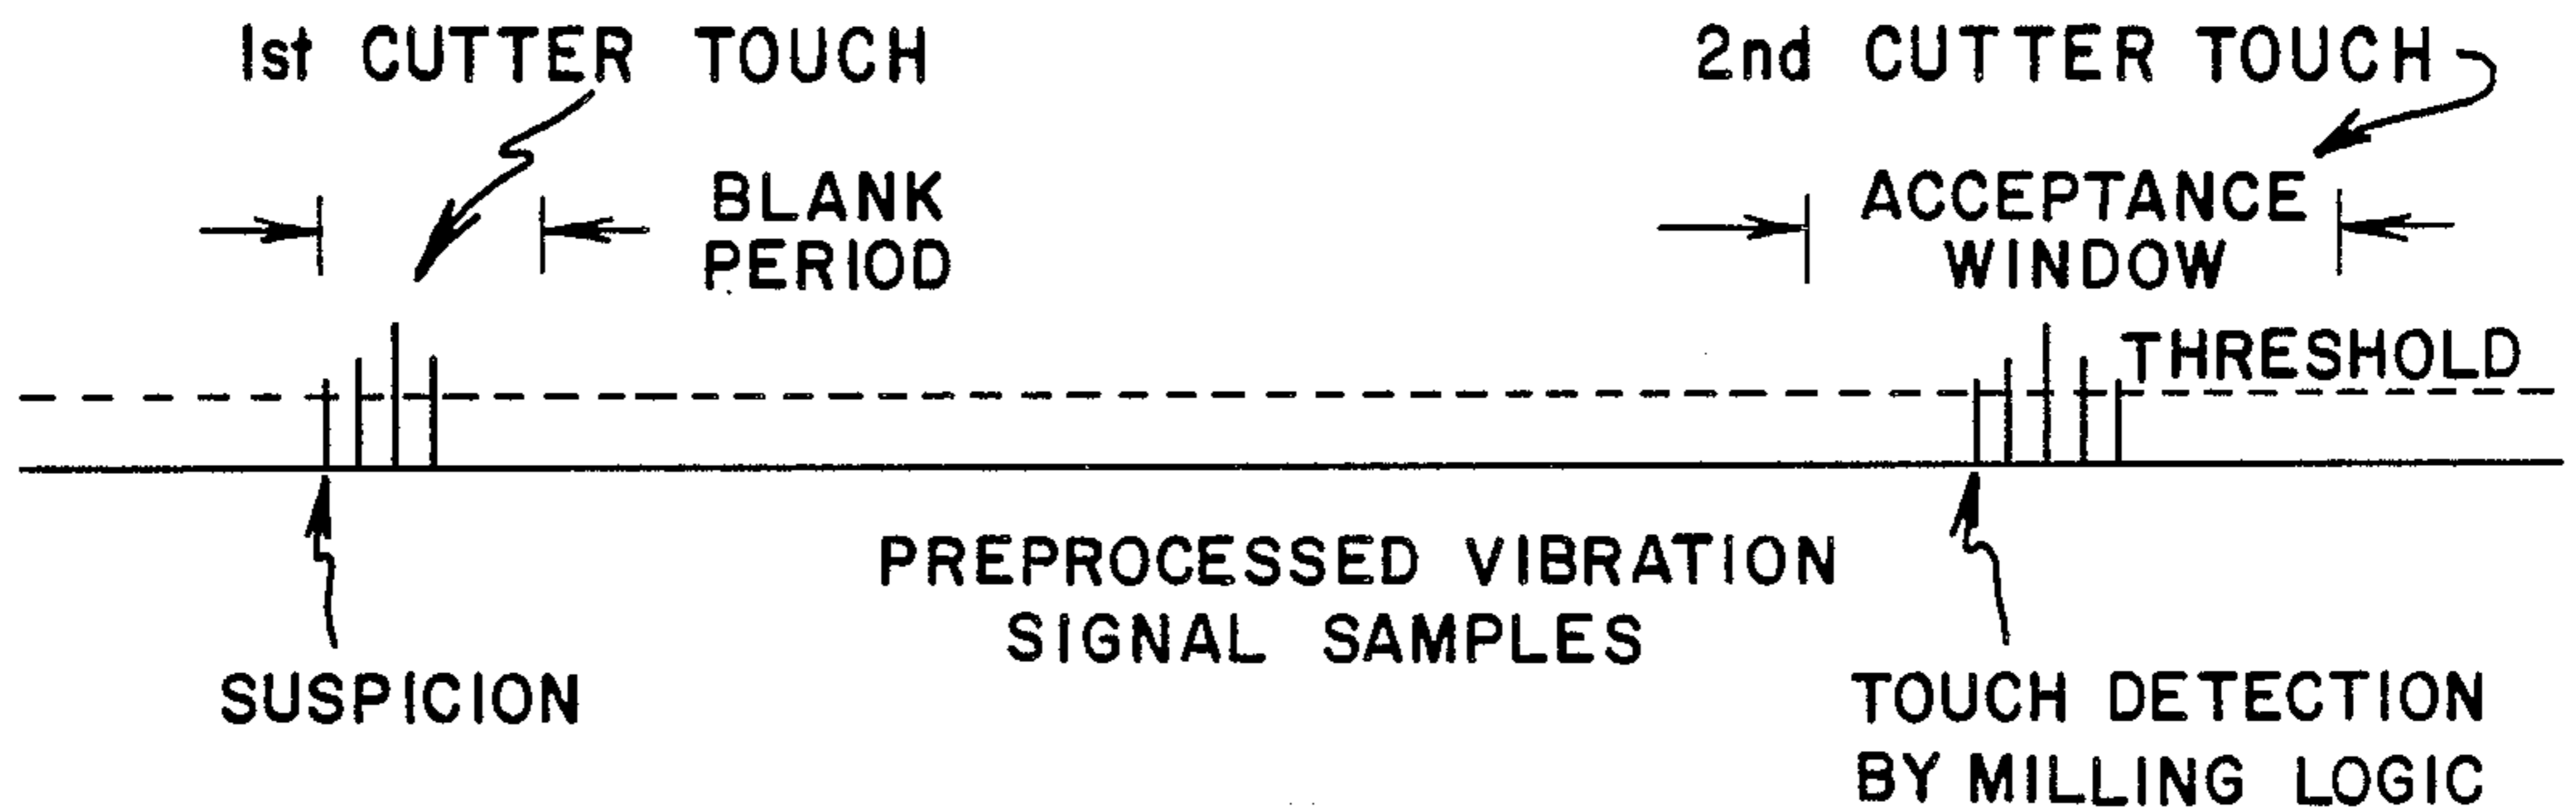 1st CUTTER TOUCH
2nd CUTTER TOUCH
BLANK
PERIOD
ACCEPTANCE
WINDOW
THRESHOLD
PREPROCESSED VIBRATION
SIGNAL SAMPLES
SUSPICION
TOUCH DETECTION
BY MILLING LOGIC